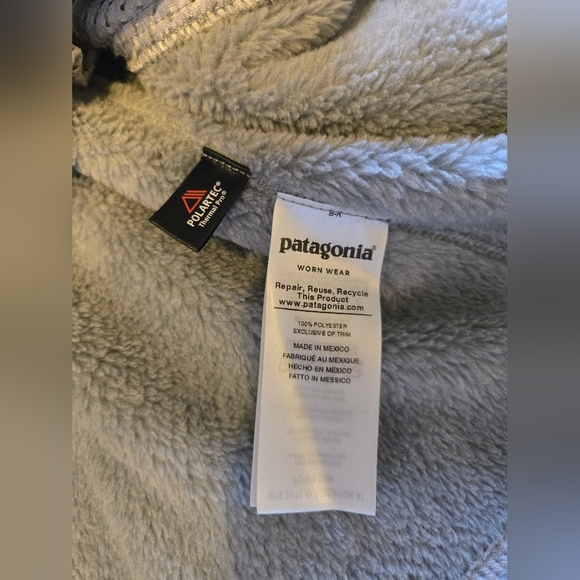 POLARTEC®
Thermal Pro®
B-R
patagonia®
WORN WEAR
Repair, Reuse, Recycle
This Product
www.patagonia.com
100% POLYESTER
EXCLUSIVE OF TRIM
MADE IN MEXICO
FABRIQUÉ AU MEXIQUE
HECHO EN MEXICO
FATTO IN MESSICO